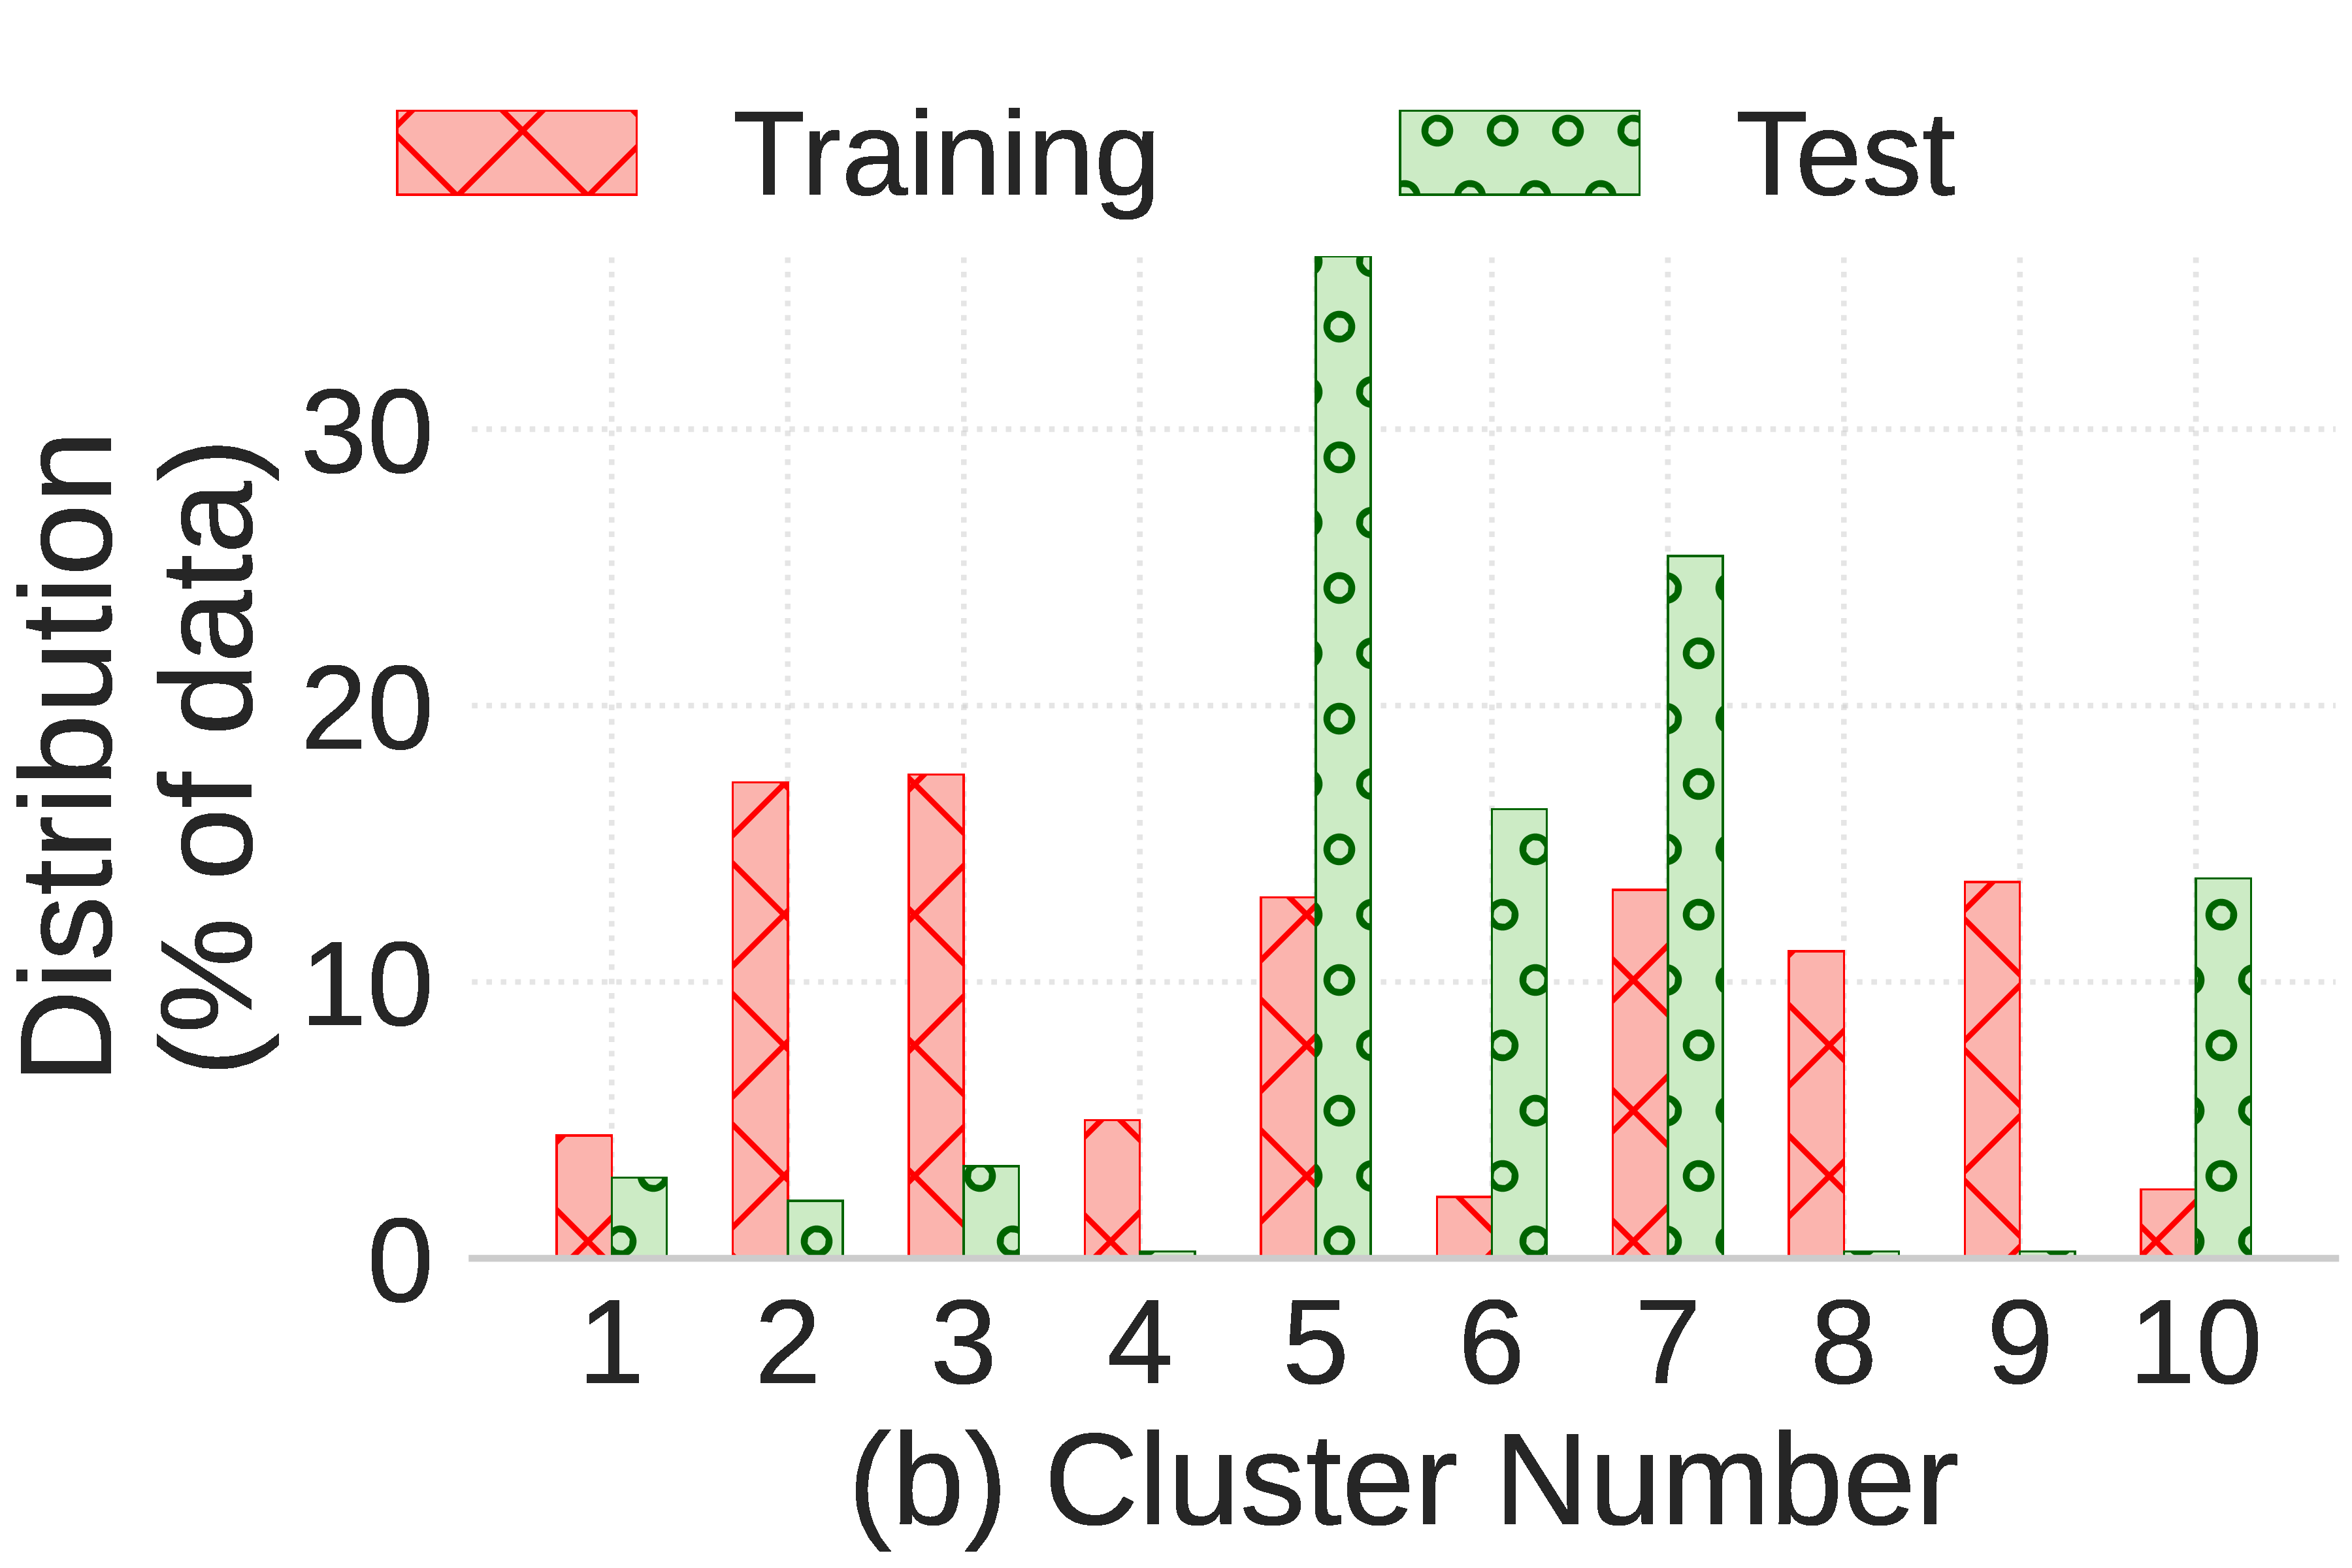 Training Test
Distribution
(% of data)
30
20
10
0
1 2 3 4 5 6 7 8 9 10
(b) Cluster Number